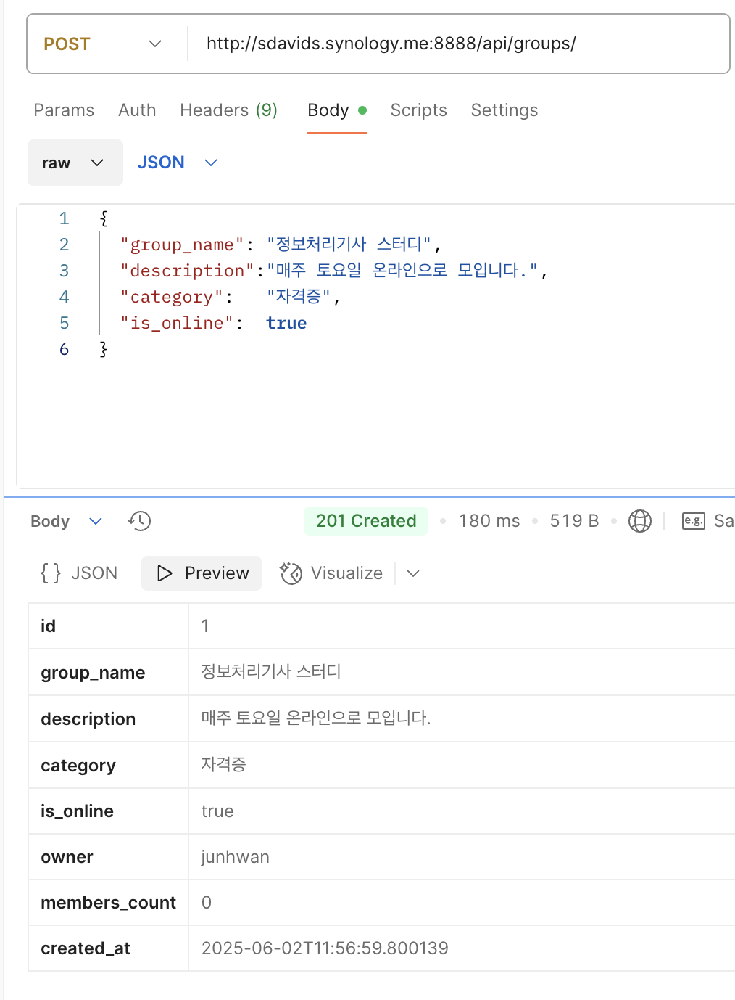 POST http://sdavids.synology.me:8888/api/groups/
Params Auth Headers (9) Body Scripts Settings
raw JSON
1 {
2 "group_name": "정보처리기사 스터디",
3 "description":"매주 토요일 온라인으로 모입니다.",
4 "category": "자격증",
5 "is_online": true
6 }
Body 201 Created 180 ms 519 B e.g. Sa
{} JSON Preview Visualize
id 1
group_name 정보처리기사 스터디
description 매주 토요일 온라인으로 모입니다.
category 자격증
is_online true
owner junhwan
members_count 0
created_at 2025-06-02T11:56:59.800139